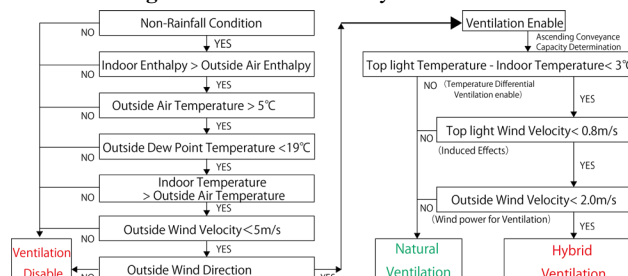 Non-Rainfall Condition
NO
YES
Indoor Enthalpy > Outside Air Enthalpy
NO
YES
Outside Air Temperature > 5℃
NO
YES
Outside Dew Point Temperature <19℃
NO
YES
Indoor Temperature
> Outside Air Temperature
NO
YES
Outside Wind Velocity<5m/s
NO
YES
Ventilation
Disable
NO
Outside Wind Direction
YES
Ventilation Enable
Ascending Conveyance
Capacity Determination
Top light Temperature - Indoor Temperature< 3℃
NO
(Temperature Differential
Ventilation enable)
YES
Top light Wind Velocity< 0.8m/s
NO
(Induced Effects)
YES
Outside Wind Velocity< 2.0m/s
NO
(Wind power for Ventilation)
YES
Natural
Ventilation
Hybrid
Ventilation